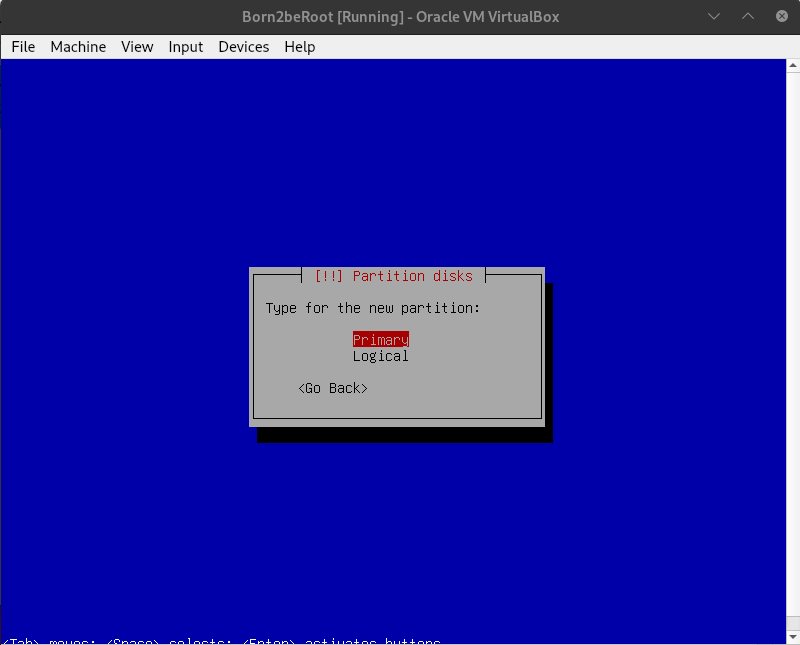 Born2beRoot [Running] - Oracle VM VirtualBox
File Machine View Input Devices Help
[!!] Partition disks
Type for the new partition:
Primary
Logical
<Go Back>
<Tab> moves; <Space> selects; <Enter> activates buttons